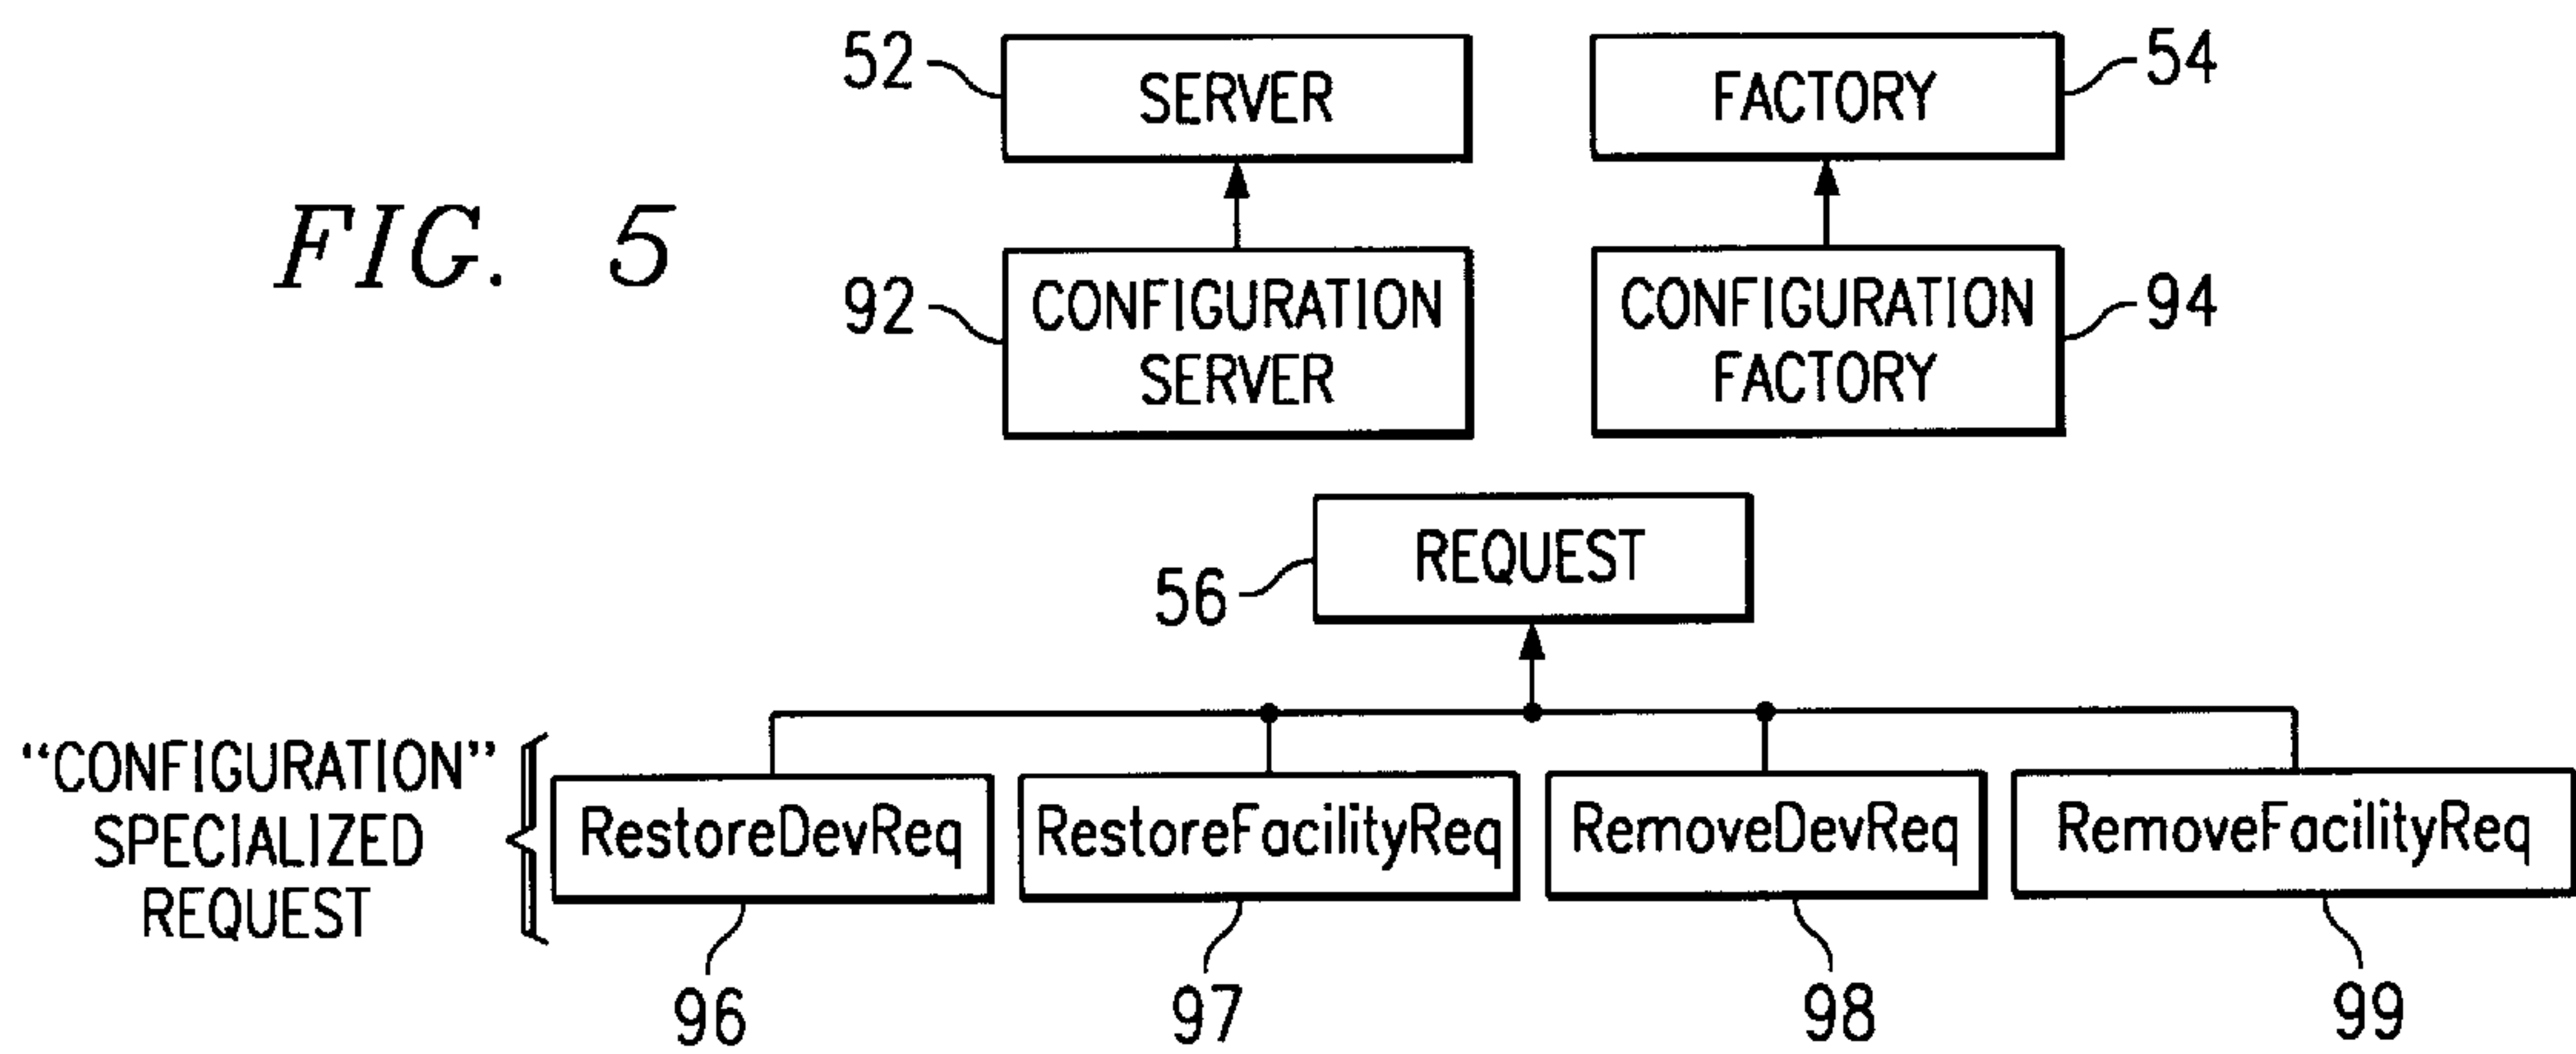 52 SERVER FACTORY 54
FIG. 5
92 CONFIGURATION SERVER CONFIGURATION FACTORY 94
56 REQUEST
"CONFIGURATION"
SPECIALIZED
REQUEST
RestoreDevReq RestoreFacilityReq RemoveDevReq RemoveFacilityReq
96 97 98 99